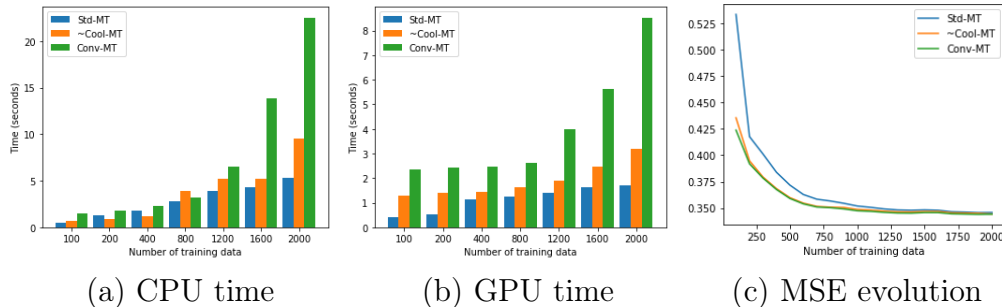 Std-MT
~Cool-MT
Conv-MT
Time (seconds)
20
15
10
5
0
100 200 400 800 1200 1600 2000
Number of training data
(a) CPU time
Std-MT
~Cool-MT
Conv-MT
Time (seconds)
8
7
6
5
4
3
2
1
0
100 200 400 800 1200 1600 2000
Number of training data
(b) GPU time
Std-MT
~Cool-MT
Conv-MT
0.525
0.500
0.475
0.450
0.425
0.400
0.375
0.350
250 500 750 1000 1250 1500 1750 2000
Number of training data
(c) MSE evolution